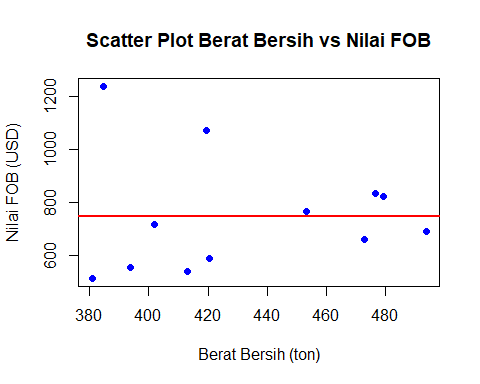 Scatter Plot Berat Bersih vs Nilai FOB
Nilai FOB (USD)
1200
1000
800
600
380 400 420 440 460 480
Berat Bersih (ton)